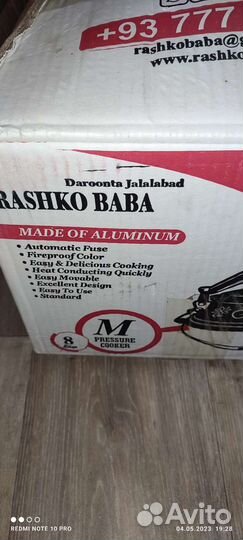 +93 777
rashkobaba@g
www.rashko
Daroonta Jalalabad
RASHKO BABA
MADE OF ALUMINUM
• Automatic Fuse
• Fireproof Color
• Easy & Delicious Cooking
• Heat Conducting Quickly
• Easy Movable
• Excellent Design
• Easy To Use
• Standard
8
M
PRESSURE
COOKER
REDMI NOTE 10 PRO
04.05.2023 19:28
Avito